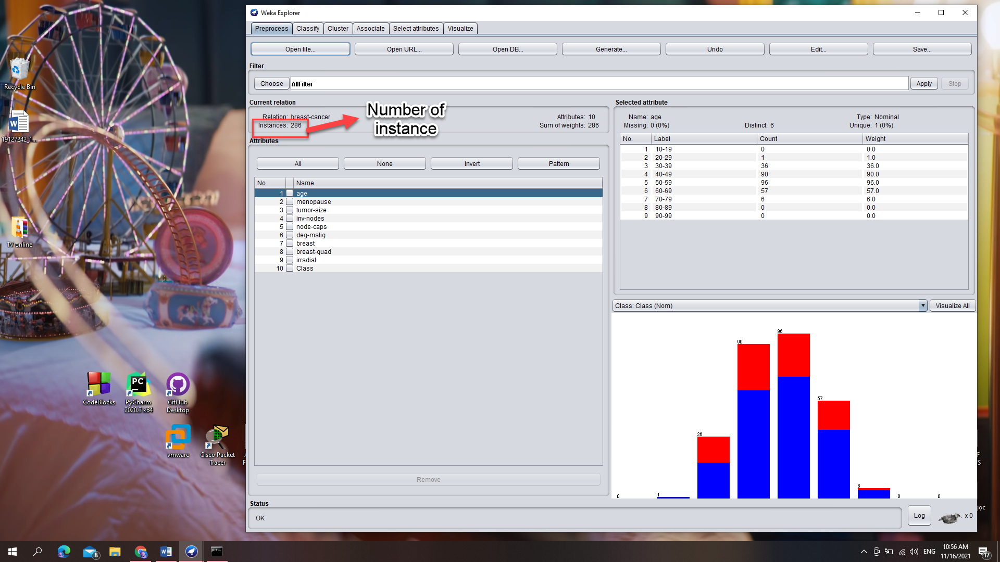 Weka Explorer
Preprocess Classify Cluster Associate Select attributes Visualize
Open file... Open URL... Open DB... Generate... Undo Edit... Save...
Filter
Choose AllFilter Apply Stop
Current relation
Relation: breast-cancer Attributes: 10
Instances: 286 Sum of weights: 286
Number of
instance
Attributes
All None Invert Pattern
No. Name
1 age
2 menopause
3 tumor-size
4 inv-nodes
5 node-caps
6 deg-malig
7 breast
8 breast-quad
9 irradiat
10 Class
Remove
Selected attribute
Name: age Type: Nominal
Missing: 0 (0%) Distinct: 6 Unique: 1 (0%)
No. Label Count Weight
1 10-19 0 0.0
2 20-29 1 1.0
3 30-39 36 36.0
4 40-49 90 90.0
5 50-59 96 96.0
6 60-69 57 57.0
7 70-79 6 6.0
8 80-89 0 0.0
9 90-99 0 0.0
Class: Class (Nom) Visualize All
0 1 36 90 96 57 6 0 0
Status
OK
Log x 0
Recycle Bin
W
19127242_1...
TV online
CodeBlocks
PC
PyCharm
2020.3 x64
GitHub
Desktop
vmware
Cisco Packet
Tracer
8
W
ENG
10:56 AM
11/16/2021
17